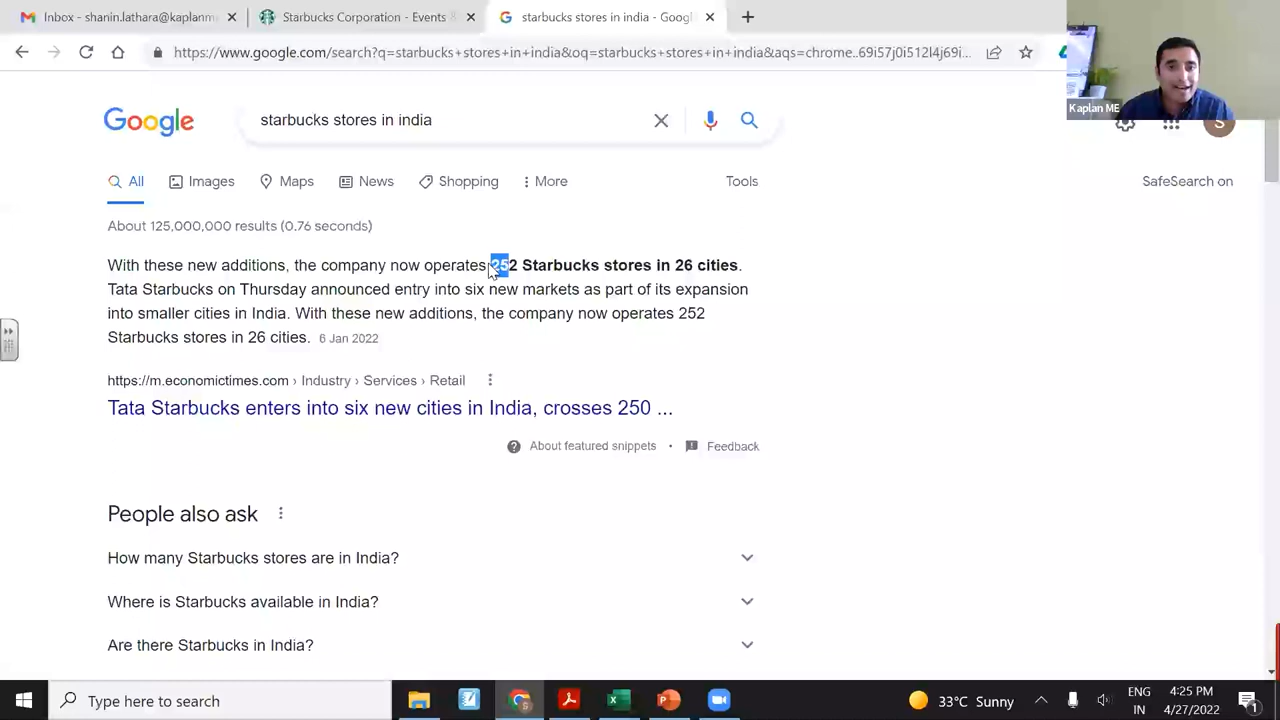 Inbox - shanin.lathara@kaplanm
Starbucks Corporation - Events &
starbucks stores in india - Googl
https://www.google.com/search?q=starbucks+stores+in+india&oq=starbucks+stores+in+india&aqs=chrome..69i57j0i512l4j69i...
Kaplan ME
Google
starbucks stores in india
S
All
Images
Maps
News
Shopping
More
Tools
SafeSearch on
About 125,000,000 results (0.76 seconds)
With these new additions, the company now operates 252 Starbucks stores in 26 cities.
Tata Starbucks on Thursday announced entry into six new markets as part of its expansion
into smaller cities in India. With these new additions, the company now operates 252
Starbucks stores in 26 cities. 6 Jan 2022
https://m.economictimes.com › Industry › Services › Retail
Tata Starbucks enters into six new cities in India, crosses 250 ...
About featured snippets • Feedback
People also ask
How many Starbucks stores are in India?
Where is Starbucks available in India?
Are there Starbucks in India?
Type here to search
33°C Sunny
ENG
IN
4:25 PM
4/27/2022
1